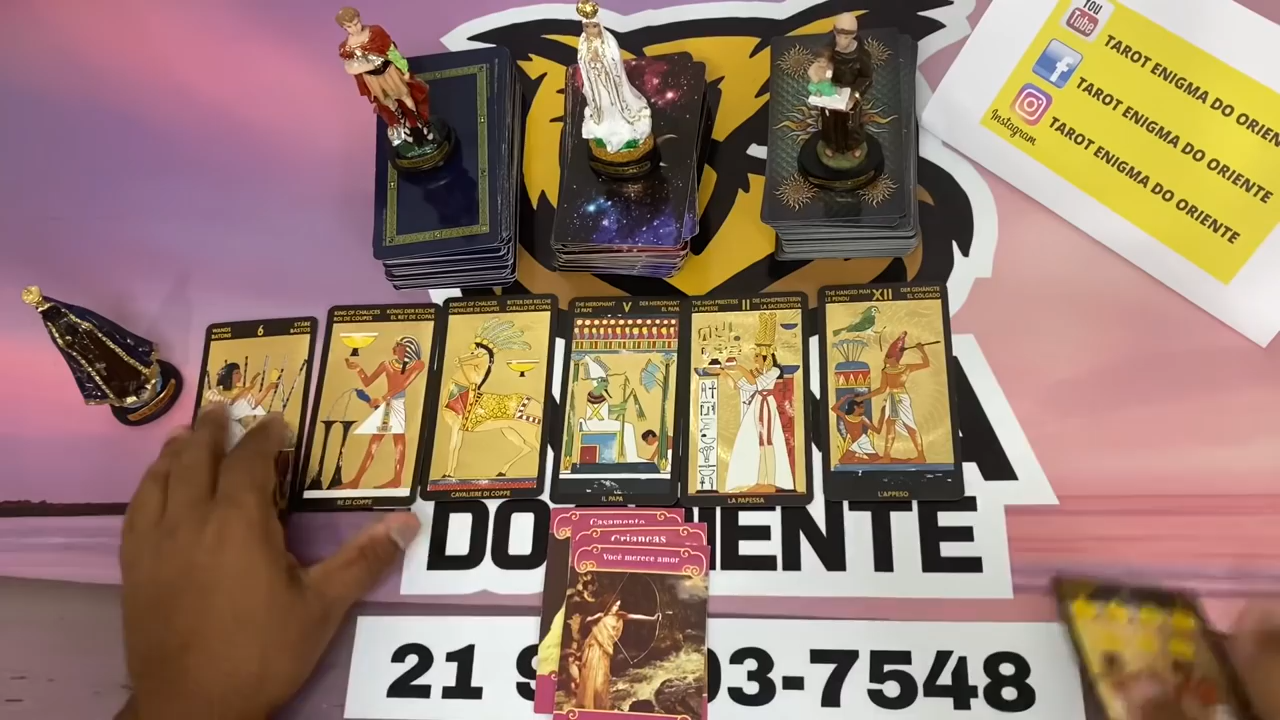 You
Tube
TAROT ENIGMA DO ORIEN
TAROT ENIGMA DO ORIENTE
Instagram
TAROT ENIGMA DO ORIENTE
WANDS
BATONS
6
STÄBE
BASTOS
KING OF CHALICES
ROI DE COUPES
KÖNIG DER KELCHE
EL REY DE COPAS
RE DI COPPE
KNIGHT OF CHALICES
CHEVALIER DE COUPES
RITTER DER KELCHE
CABALLO DE COPAS
CAVALIERE DI COPPE
THE HIEROPHANT
LE PAPE
V
DER HIEROPHANT
EL PAPA
IL PAPA
THE HIGH PRIESTESS
LA PAPESSE
II
DIE HOHEPRIESTERIN
LA SACERDOTISA
LA PAPESSA
THE HANGED MAN
LE PENDU
XII
DER GEHÄNGTE
EL COLGADO
L'APPESO
A
DO ORIENTE
Casamento
Crianças
Você merece amor
21 9 03-7548